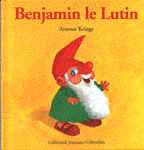 Benjamin le Lutin
Antoon Krings
Gallimard Jeunesse / Giboulées